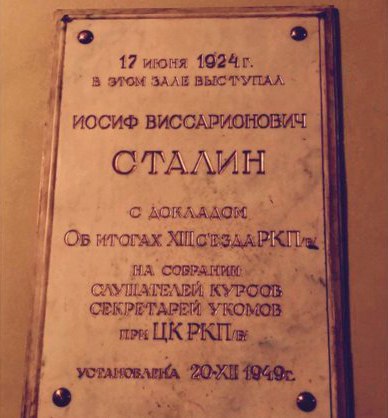 17 ИЮНЯ 1924 Г.
В ЭТОМ ЗАЛЕ ВЫСТУПАЛ
ИОСИФ ВИССАРИОНОВИЧ
СТАЛИН
С ДОКЛАДОМ
ОБ ИТОГАХ XIII СЪЕЗДА РКП/б/
НА СОБРАНИИ
СЛУШАТЕЛЕЙ КУРСОВ
СЕКРЕТАРЕЙ УКОМОВ
ПРИ ЦК РКП/б/
УСТАНОВЛЕНА 20-XII 1949г.